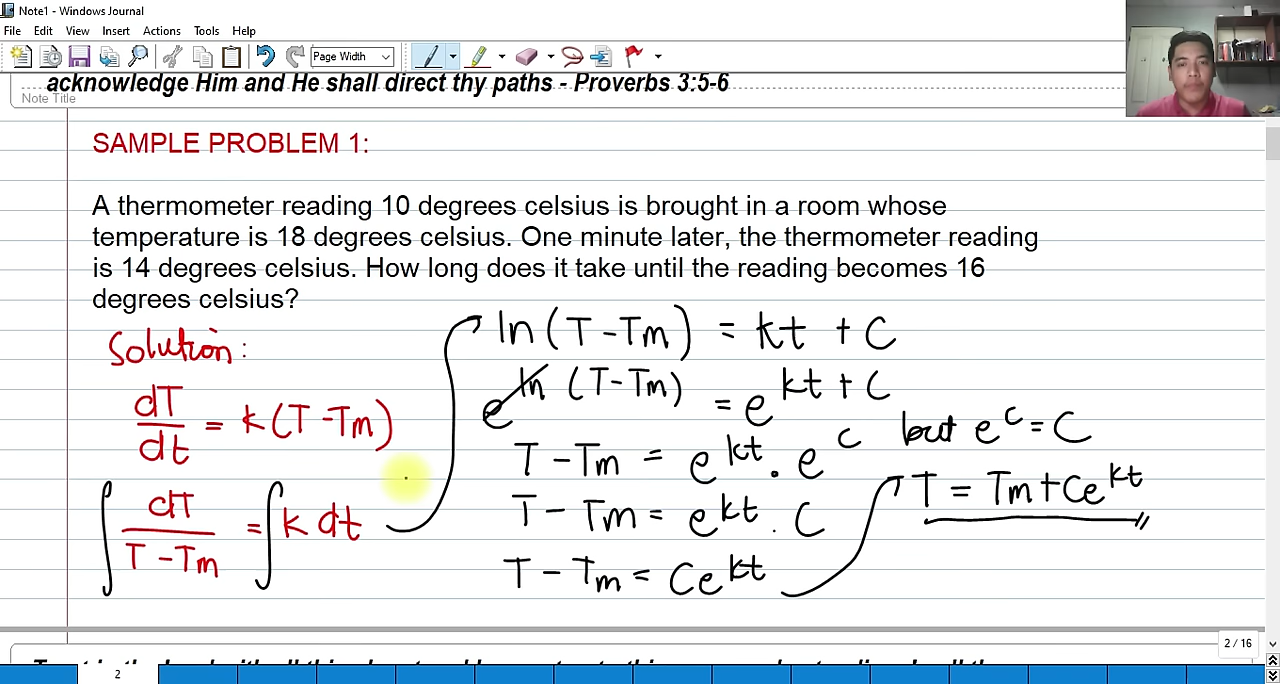 Note1 - Windows Journal
File Edit View Insert Actions Tools Help
Page Width
acknowledge Him and He shall direct thy paths - Proverbs 3:5-6
Note Title
SAMPLE PROBLEM 1:
A thermometer reading 10 degrees celsius is brought in a room whose
temperature is 18 degrees celsius. One minute later, the thermometer reading
is 14 degrees celsius. How long does it take until the reading becomes 16
degrees celsius?
Solution:
dT/dt = k(T - Tm)
∫ dT/(T - Tm) = ∫ k dt
ln(T - Tm) = kt + C
e^ln (T - Tm) = e^kt + C
T - Tm = e^kt . e^C
but e^C = C
T - Tm = e^kt . C
T - Tm = Ce^kt
T = Tm + Ce^kt
2 / 16
2